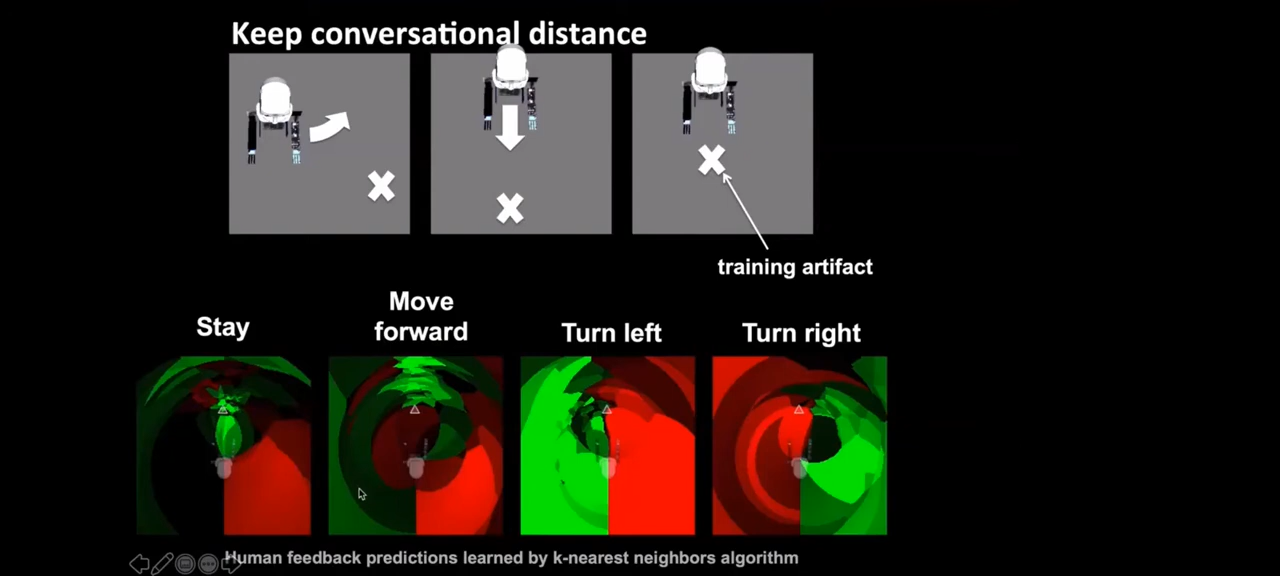 Keep conversational distance
training artifact
Stay
Move
forward
Turn left
Turn right
Human feedback predictions learned by k-nearest neighbors algorithm